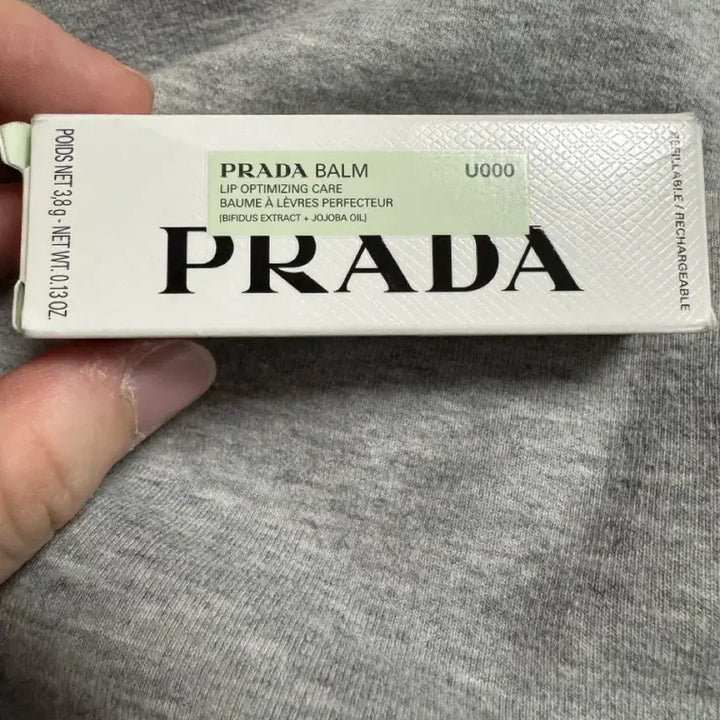 POIDS NET 3,8 g - NET WT. 0.13 OZ.
PRADA BALM
U000
LIP OPTIMIZING CARE
BAUME À LÈVRES PERFECTEUR
(BIFIDUS EXTRACT + JOJOBA OIL)
PRADA
REFILLABLE / RECHARGEABLE